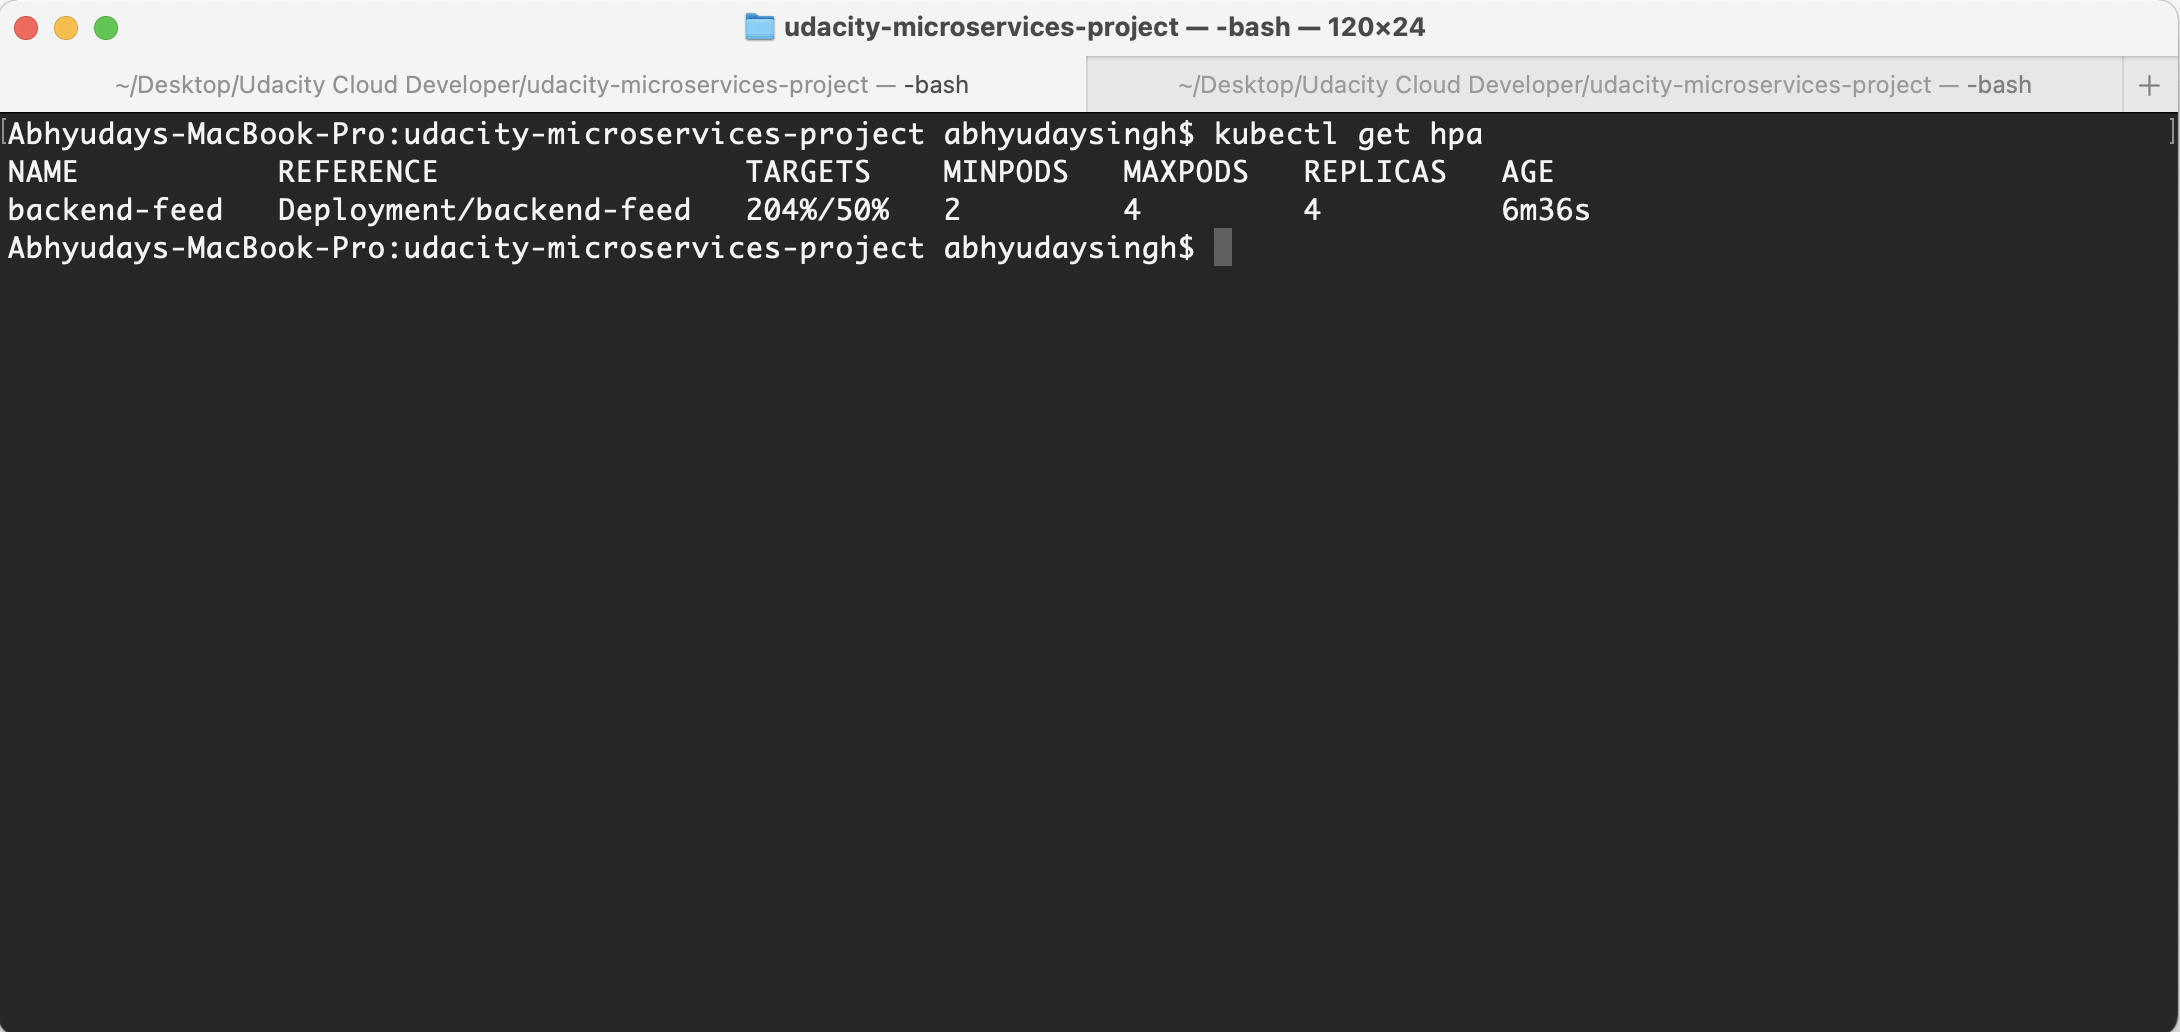 udacity-microservices-project — -bash — 120×24
~/Desktop/Udacity Cloud Developer/udacity-microservices-project — -bash
~/Desktop/Udacity Cloud Developer/udacity-microservices-project — -bash
+
[Abhyudays-MacBook-Pro:udacity-microservices-project abhyudaysingh$ kubectl get hpa ]
NAME REFERENCE TARGETS MINPODS MAXPODS REPLICAS AGE
backend-feed Deployment/backend-feed 204%/50% 2 4 4 6m36s
Abhyudays-MacBook-Pro:udacity-microservices-project abhyudaysingh$